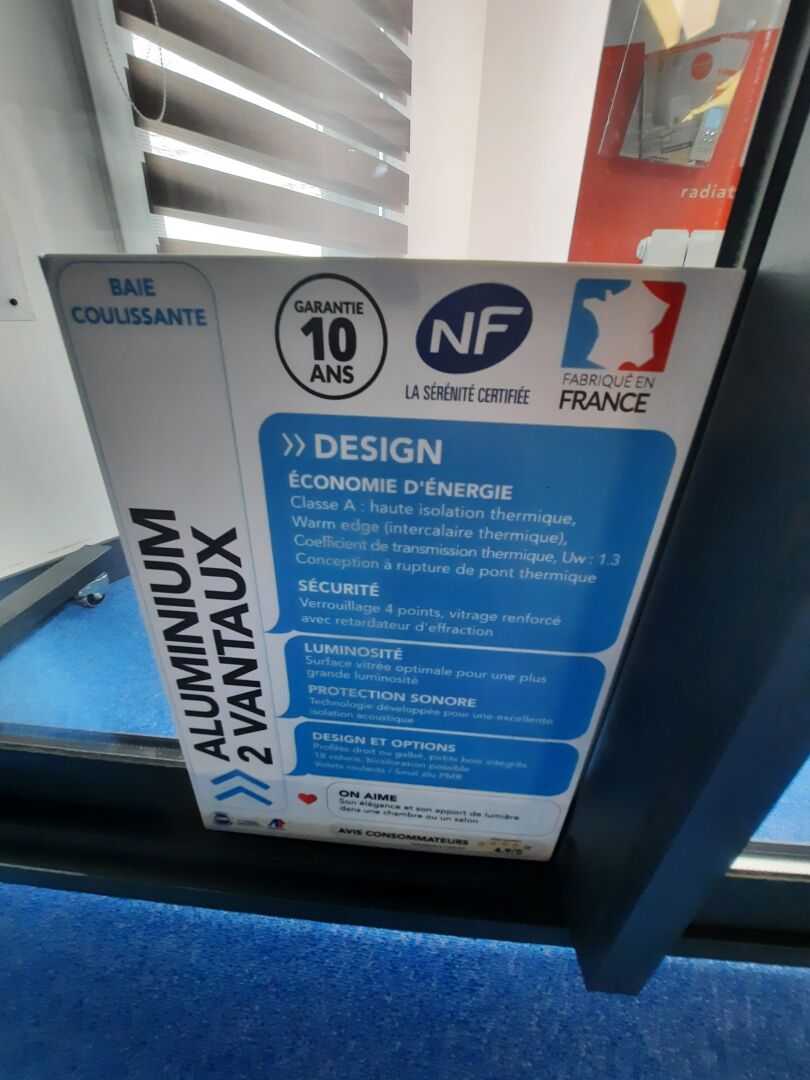 radiat
BAIE
COULISSANTE
ALUMINIUM
2 VANTAUX
GARANTIE
10
ANS
NF
LA SÉRÉNITÉ CERTIFIÉE
FABRIQUÉ EN
FRANCE
>> DESIGN
ÉCONOMIE D'ÉNERGIE
Classe A : haute isolation thermique,
Warm edge (intercalaire thermique),
Coefficient de transmission thermique, Uw : 1.3
Conception à rupture de pont thermique
SÉCURITÉ
Verrouillage 4 points, vitrage renforcé
avec retardateur d'effraction
LUMINOSITÉ
Surface vitrée optimale pour une plus
grande luminosité
PROTECTION SONORE
Technologie développée pour une excellente
isolation acoustique
DESIGN ET OPTIONS
Profilés droit ou galbé, petits bois intégrés
18 coloris, bicoloration possible
Volets roulants / Seuil alu PMR
ON AIME
Son élégance et son apport de lumière
dans une chambre ou un salon
AVIS CONSOMMATEURS
4.9/5